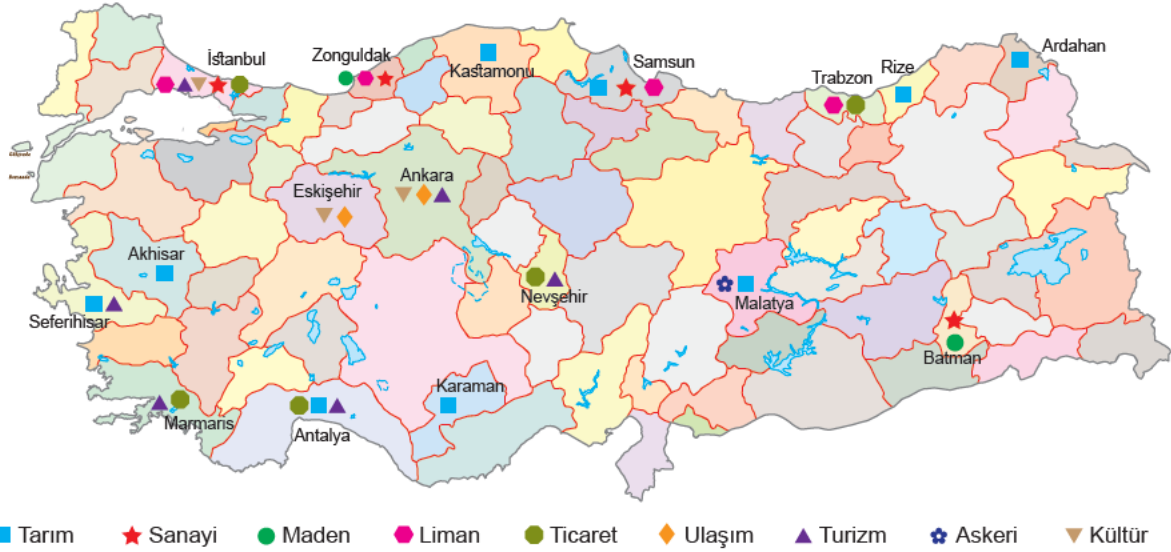 İstanbul
Zonguldak
Kastamonu
Samsun
Trabzon
Rize
Ardahan
Eskişehir
Ankara
Akhisar
Seferihisar
Nevşehir
Malatya
Batman
Marmaris
Antalya
Karaman
Tarım
Sanayi
Maden
Liman
Ticaret
Ulaşım
Turizm
Askeri
Kültür